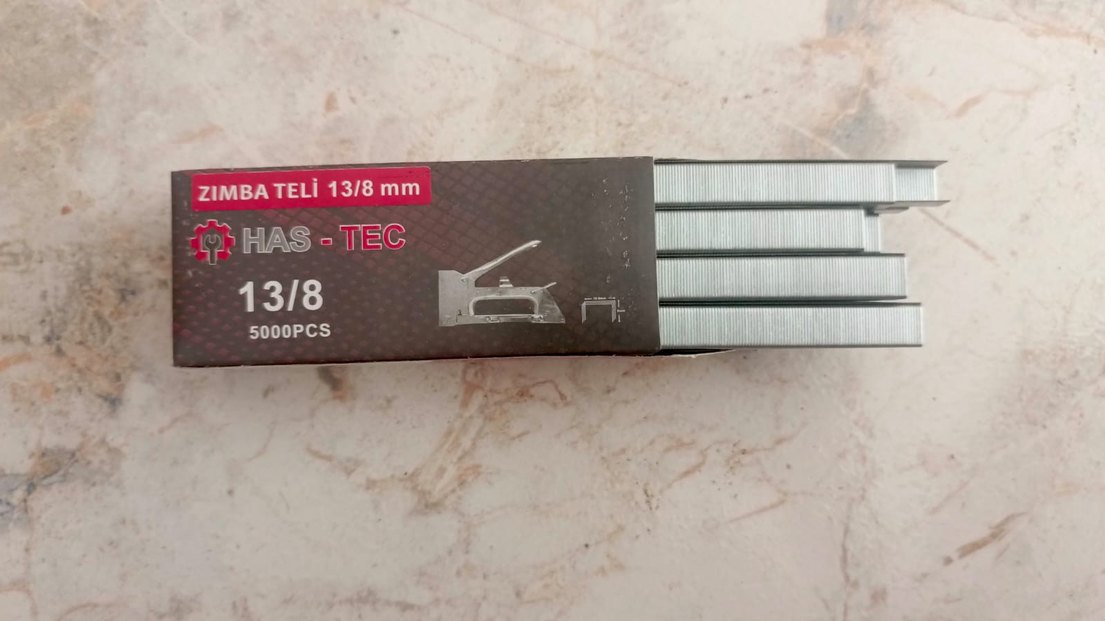 ZIMBA TELİ 13/8 mm
HAS - TEC
13/8
5000PCS